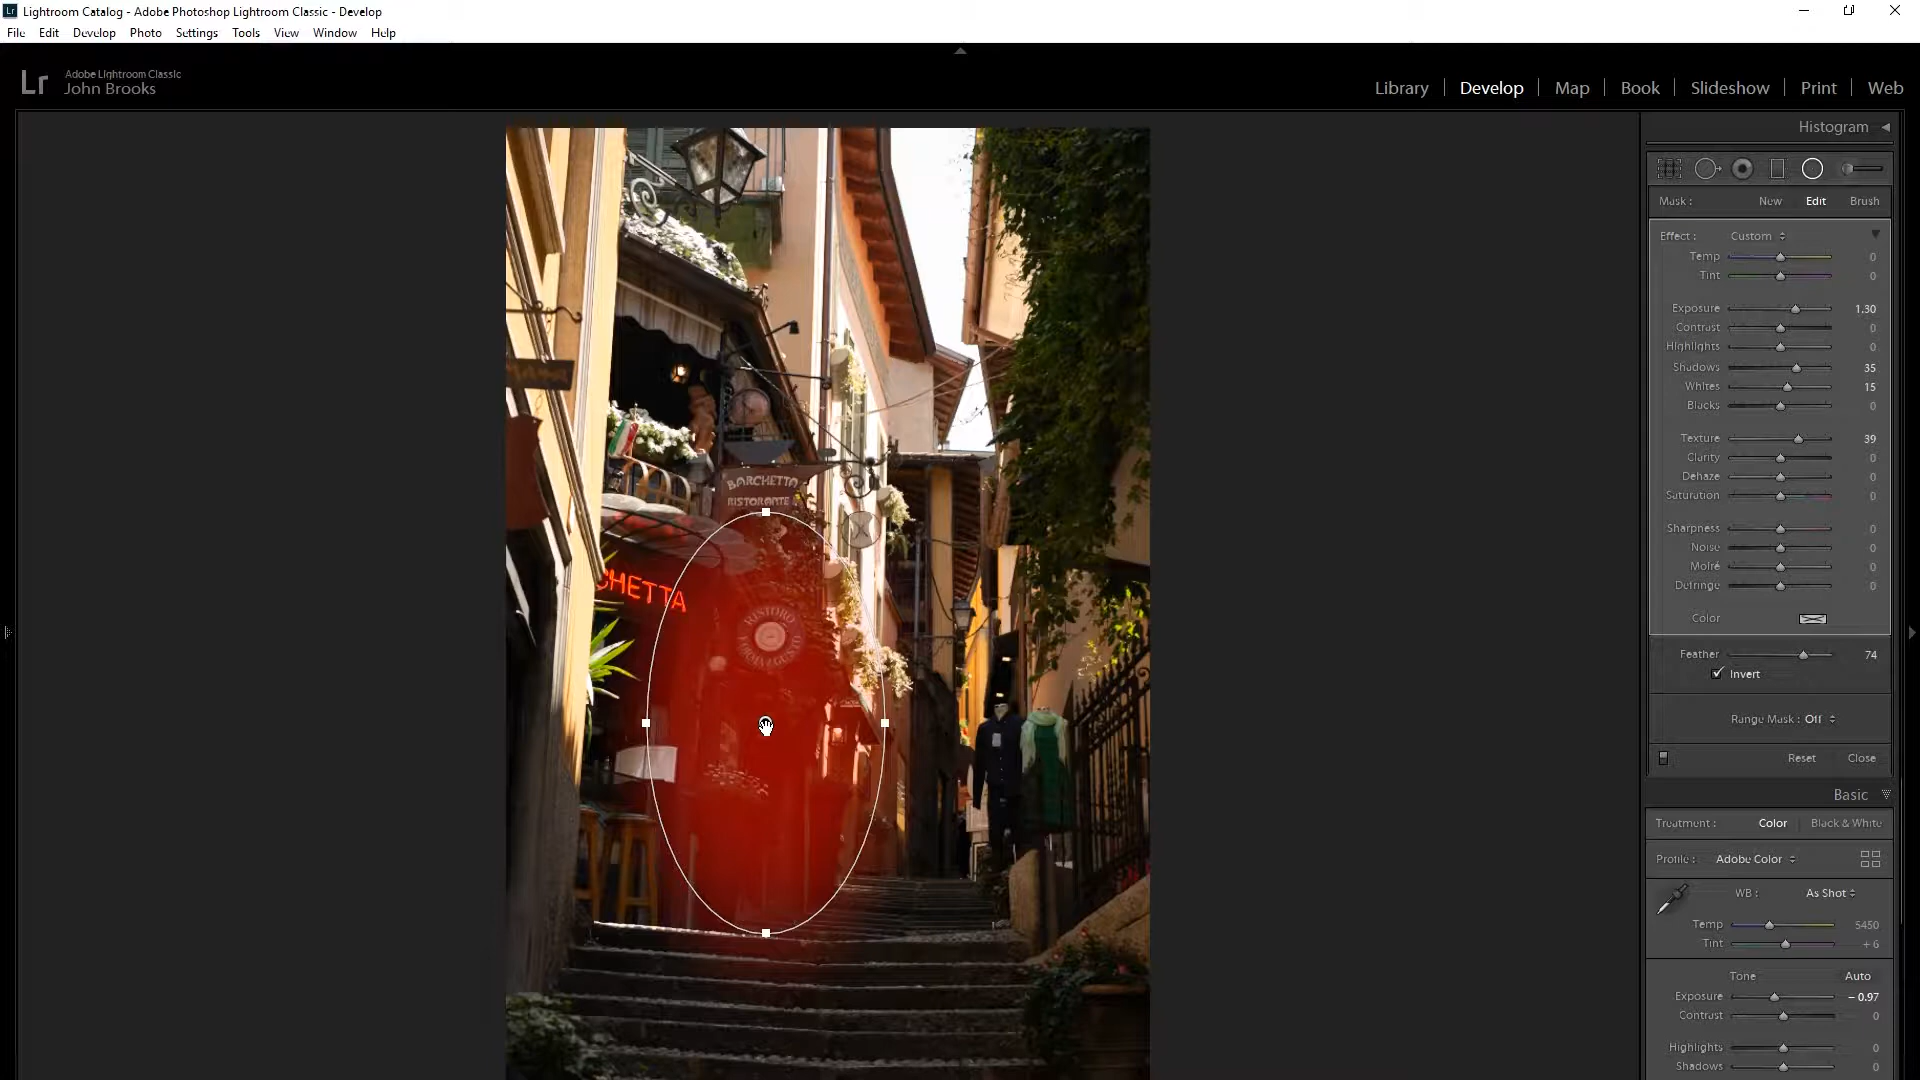 Lr Lightroom Catalog - Adobe Photoshop Lightroom Classic - Develop
File Edit Develop Photo Settings Tools View Window Help
Lr
Adobe Lightroom Classic
John Brooks
Library Develop Map Book Slideshow Print Web
Histogram
Mask : New Edit Brush
Effect : Custom
Temp 0
Tint 0
Exposure 1.30
Contrast 0
Highlights 0
Shadows 35
Whites 15
Blacks 0
Texture 39
Clarity 0
Dehaze 0
Saturation 0
Sharpness 0
Noise 0
Moiré 0
Defringe 0
Color
Feather 74
Invert
Range Mask : Off
Reset Close
Basic
Treatment : Color Black & White
Profile : Adobe Color
WB : As Shot
Temp 5450
Tint + 6
Tone Auto
Exposure – 0.97
Contrast 0
Highlights 0
Shadows 0
BARCHETTA
RISTORANTE
CHETTA
RISTORO